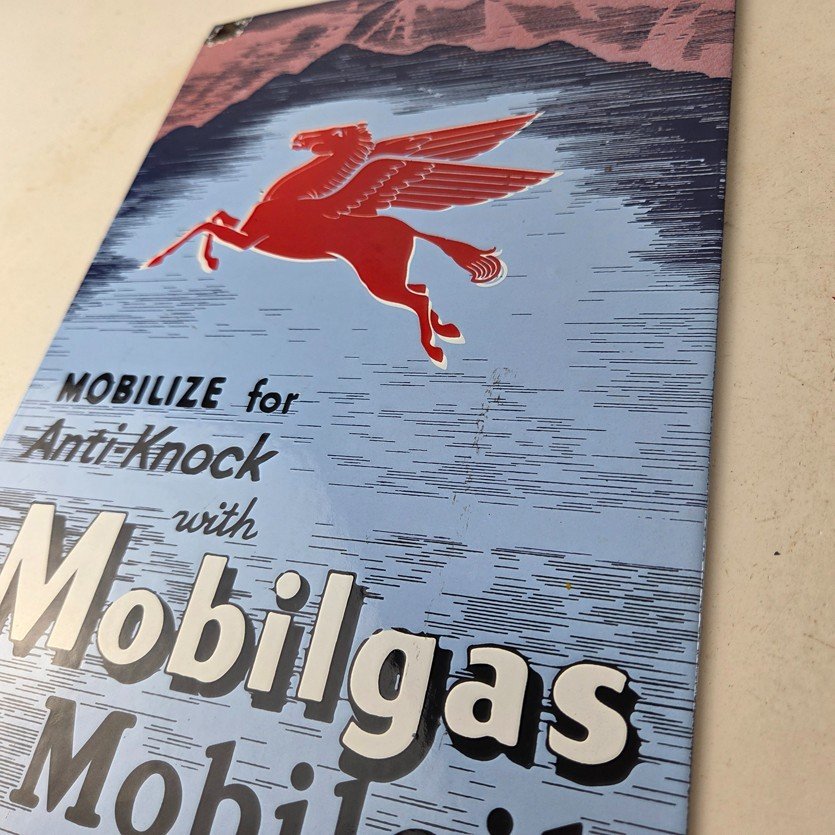 MOBILIZE for
Anti-Knock
with
Mobilgas